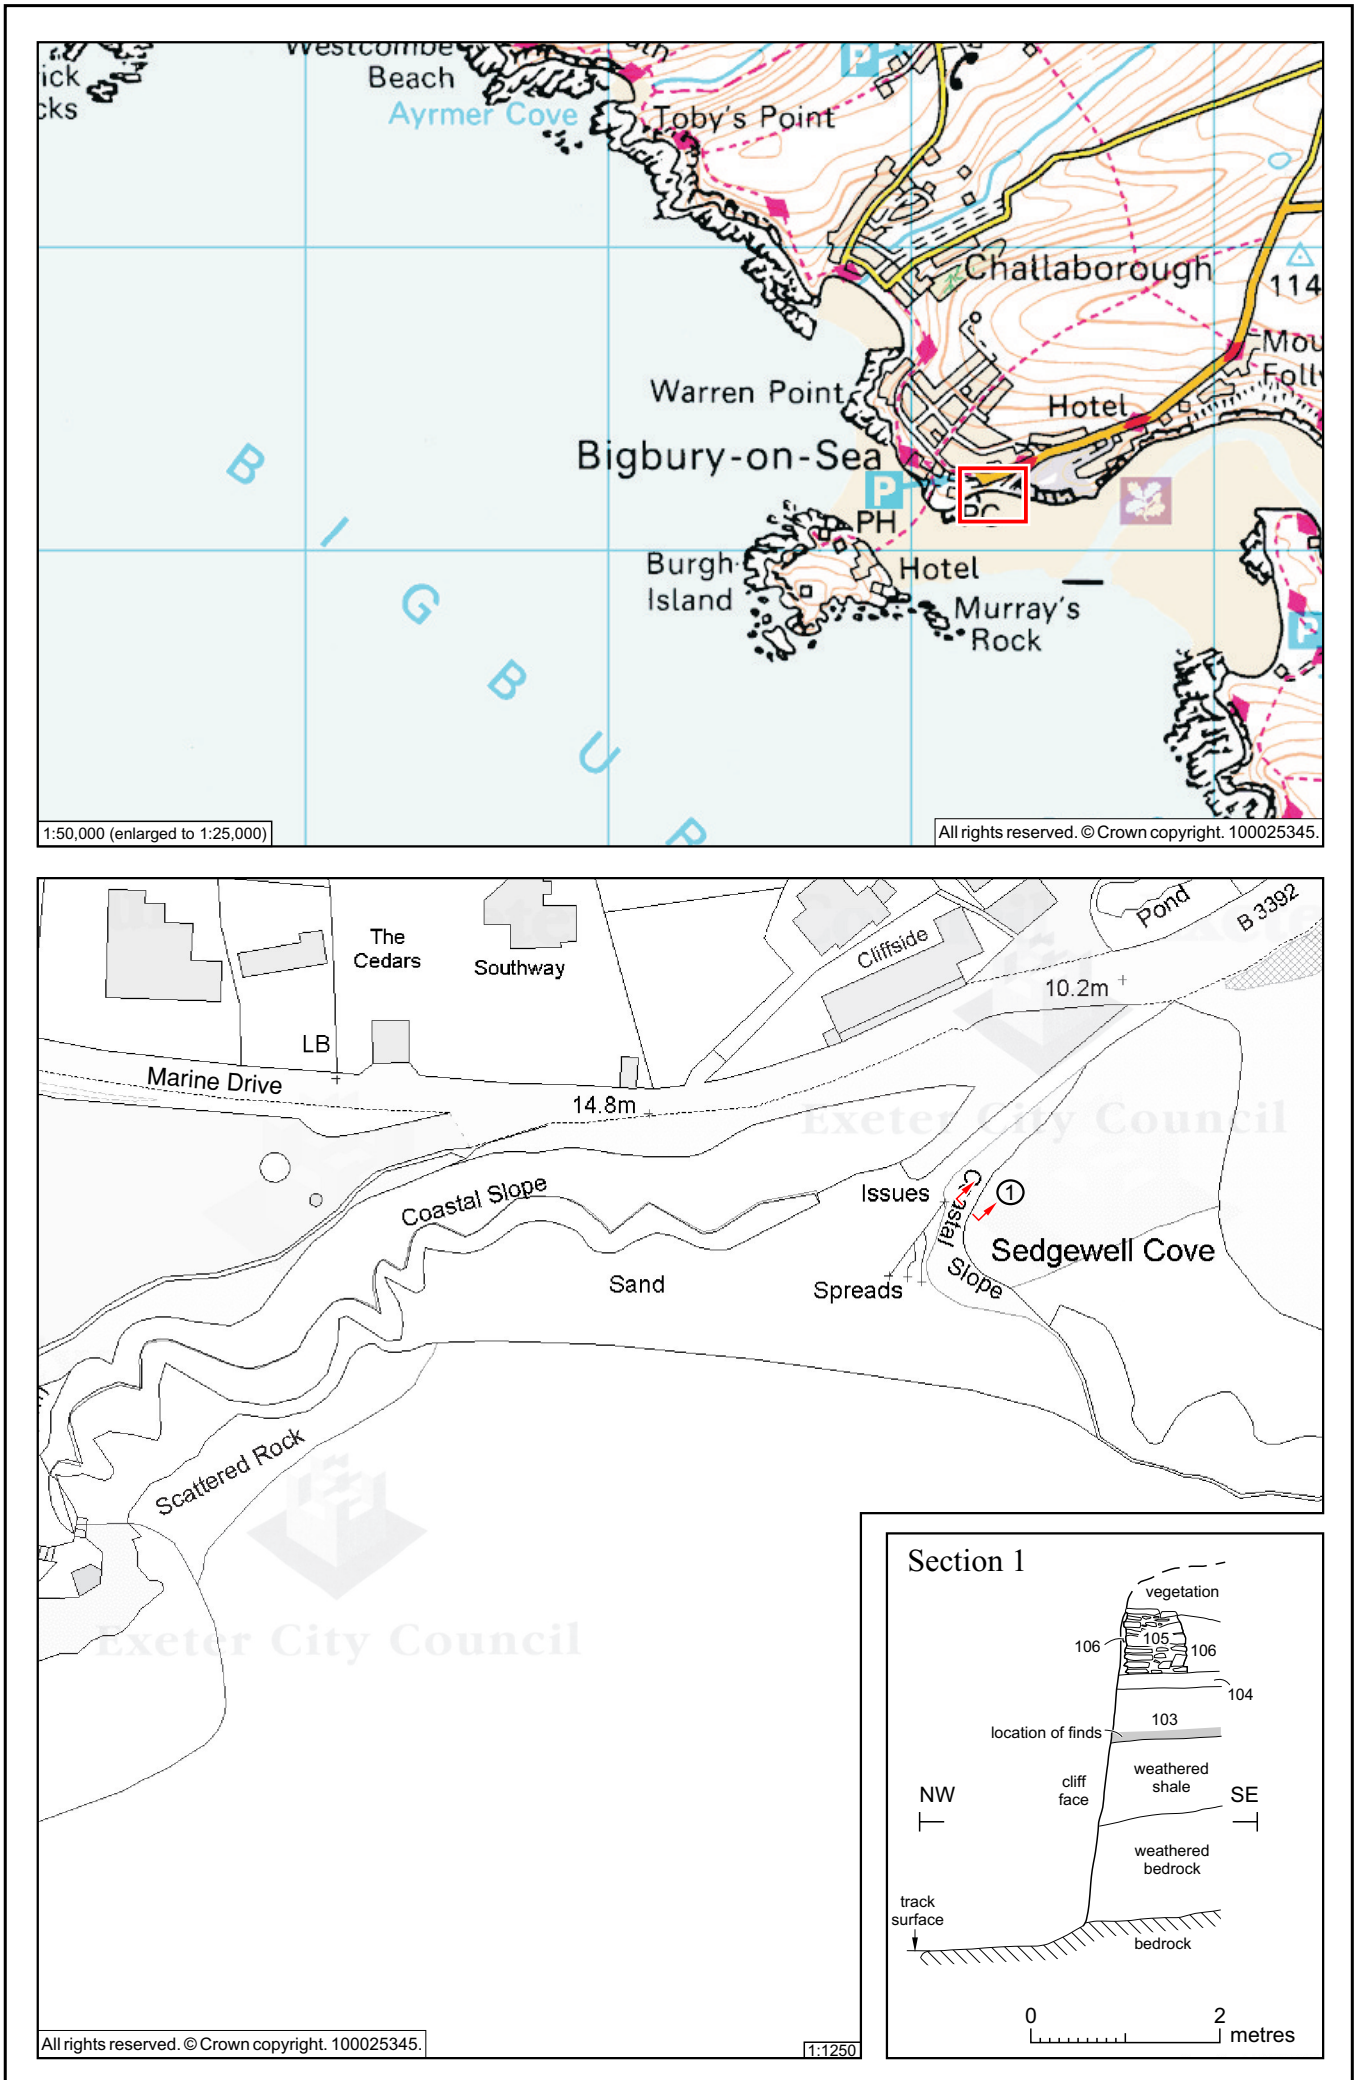 Westcombe
Beach
ick
cks
Ayrmer Cove
Toby's Point
P
Challaborough
114
Warren Point
Hotel
Bigbury-on-Sea
P
PH
Burgh
Island
Hotel
Murray's
Rock
P
B
I
G
B
U
1:50,000 (enlarged to 1:25,000)
All rights reserved. © Crown copyright. 100025345.
The
Cedars
Southway
Cliffside
Pond
B 3392
10.2m
LB
Marine Drive
14.8m
Exeter City Council
Coastal Slope
Issues
Coastal
Slope
1
Sedgewell Cove
Sand
Spreads
Scattered Rock
Exeter City Council
All rights reserved. © Crown copyright. 100025345.
1:1250
Section 1
vegetation
106
105
106
104
103
location of finds
weathered
shale
cliff
face
NW
SE
weathered
bedrock
track
surface
bedrock
0
2
metres